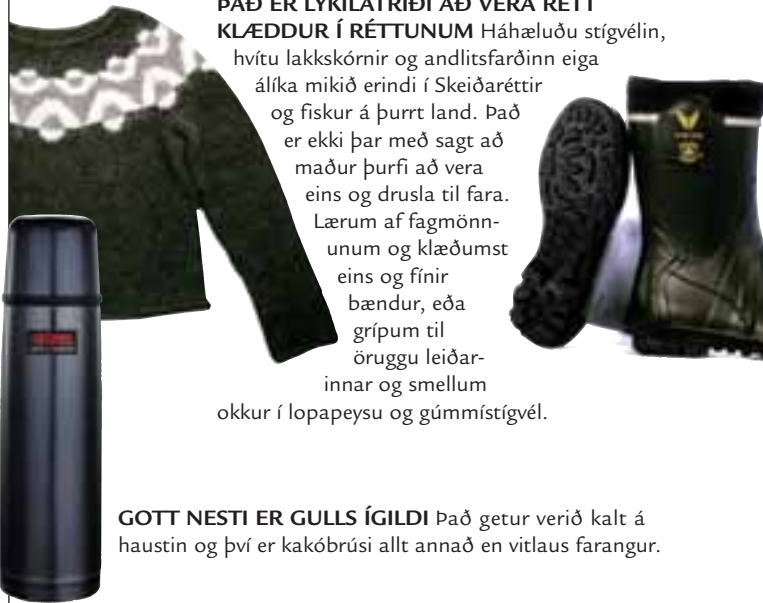 ÞAÐ ER LYKILATRIÐI AÐ VERA RÉTT
KLÆDDUR Í RÉTTUNUM Háhæluðu stígvélin,
hvítu lakkskórnir og andlitsfarðinn eiga
álíka mikið erindi í Skeiðaréttir
og fiskur á þurrt land. Það
er ekki þar með sagt að
maður þurfi að vera
eins og drusla til fara.
Lærum af fagmönn-
unum og klæðumst
eins og fínir
bændur, eða
grípum til
öruggu leiðar-
innar og smellum
okkur í lopapeysu og gúmmístígvél.
GOTT NESTI ER GULLS ÍGILDI Það getur verið kalt á
haustin og því er kakóbrúsi allt annað en vitlaus farangur.